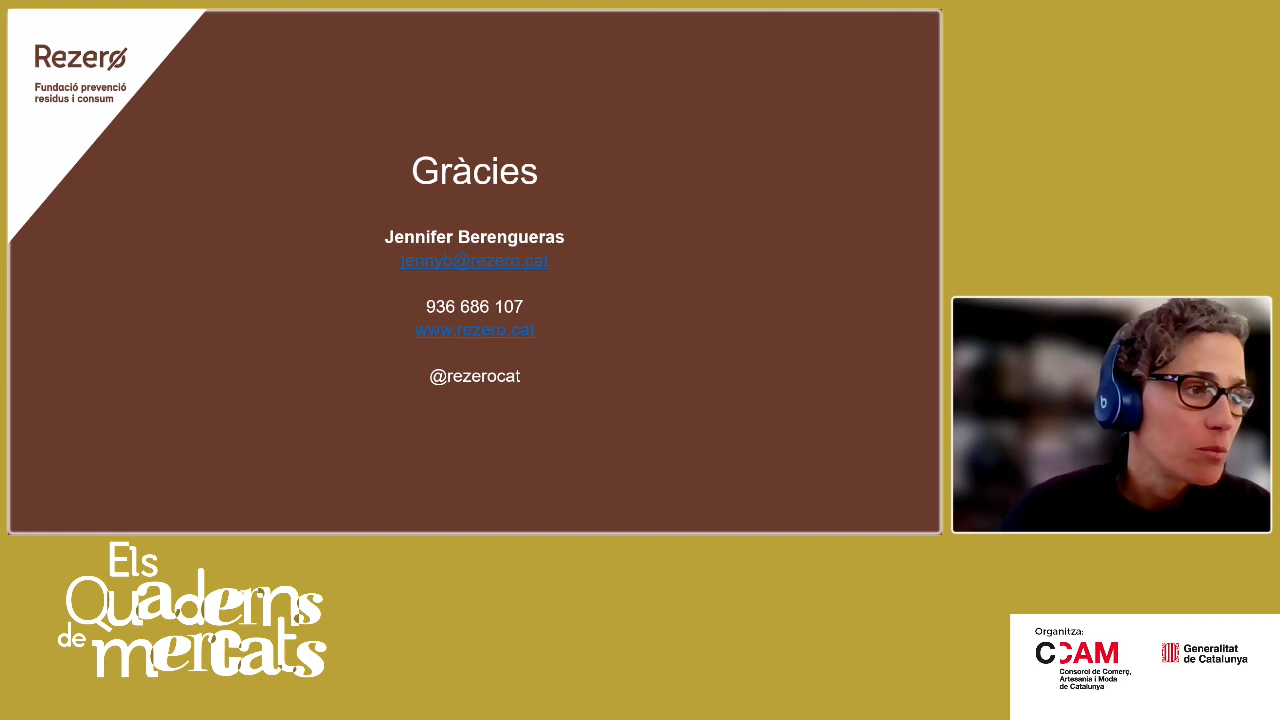 Rezero
Fundació prevenció
residus i consum
Gràcies
Jennifer Berengueras
jennyb@rezero.cat
936 686 107
www.rezero.cat
@rezerocat
Els
Quaderns
de mercats
Organitza:
CCAM
Consorci de Comerç,
Artesania i Moda
de Catalunya
Generalitat
de Catalunya